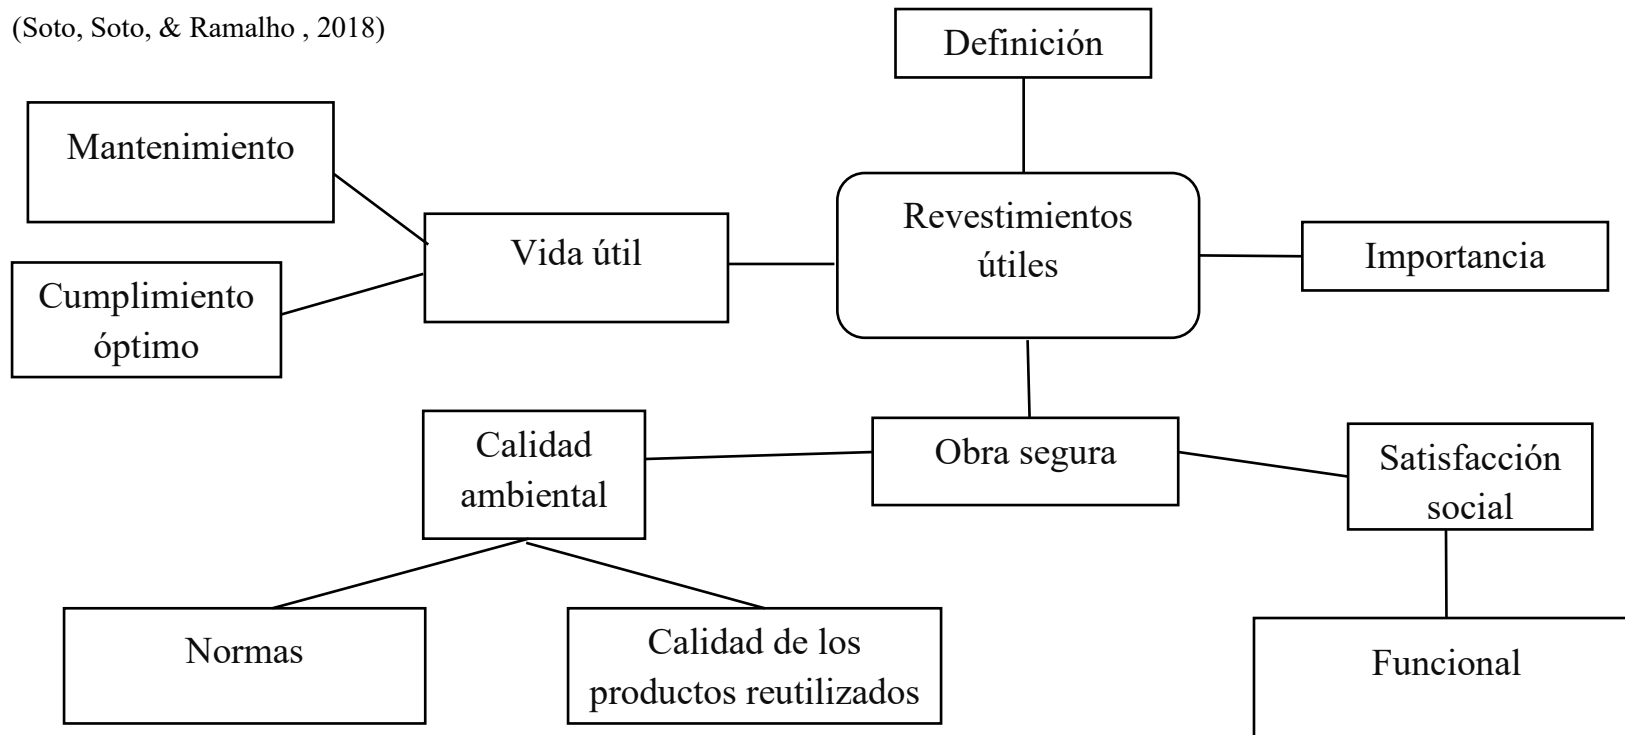 (Soto, Soto, & Ramalho , 2018)
Definición
Mantenimiento
Revestimientos
útiles
Vida útil
Importancia
Cumplimiento
óptimo
Calidad
ambiental
Obra segura
Satisfacción
social
Normas
Calidad de los
productos reutilizados
Funcional